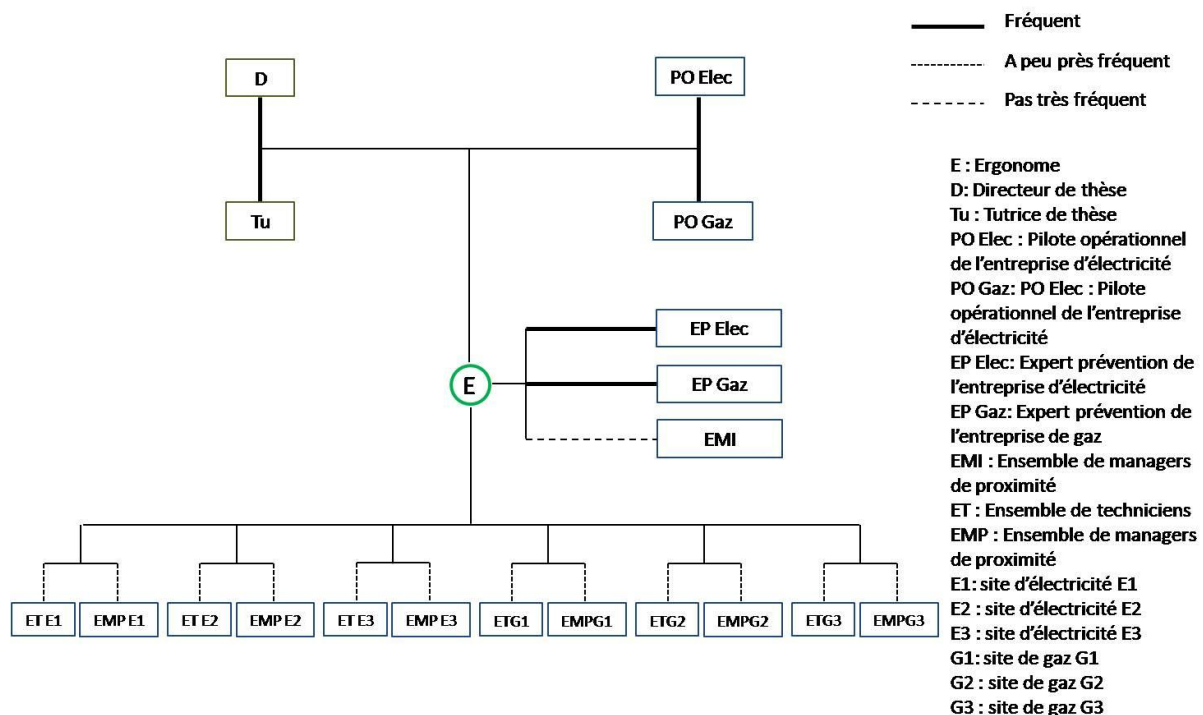 Fréquent
A peu près fréquent
Pas très fréquent
D
PO Elec
Tu
PO Gaz
E
EP Elec
EP Gaz
EMI
ET E1
EMP E1
ET E2
EMP E2
ET E3
EMP E3
ETG1
EMPG1
ETG2
EMPG2
ETG3
EMPG3
E : Ergonome
D: Directeur de thèse
Tu : Tutrice de thèse
PO Elec : Pilote opérationnel
de l'entreprise d'électricité
PO Gaz: PO Elec : Pilote
opérationnel de l'entreprise
d'électricité
EP Elec: Expert prévention de
l'entreprise d'électricité
EP Gaz: Expert prévention de
l'entreprise de gaz
EMI : Ensemble de managers
de proximité
ET : Ensemble de techniciens
EMP : Ensemble de managers
de proximité
E1: site d'électricité E1
E2 : site d'électricité E2
E3 : site d'électricité E3
G1: site de gaz G1
G2 : site de gaz G2
G3 : site de gaz G3